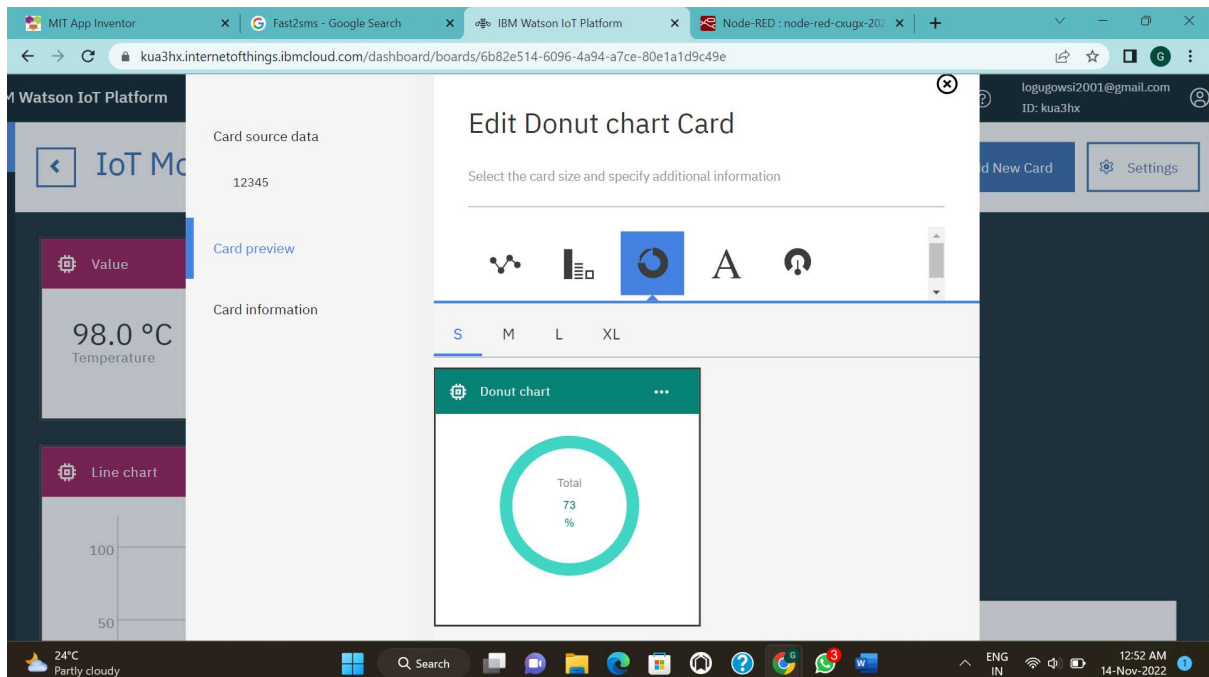 MIT App Inventor
Fast2sms - Google Search
IBM Watson IoT Platform
Node-RED : node-red-cxugx-202
kua3hx.internetofthings.ibmcloud.com/dashboard/boards/6b82e514-6096-4a94-a7ce-80e1a1d9c49e
G
M Watson IoT Platform
logugowsi2001@gmail.com
ID: kua3hx
IoT Mo
d New Card
Settings
Card source data
12345
Card preview
Card information
Edit Donut chart Card
Select the card size and specify additional information
A
S M L XL
Donut chart
Total
73
%
Value
98.0 °C
Temperature
Line chart
100
50
24°C
Partly cloudy
Search
G
3
W
ENG
IN
12:52 AM
14-Nov-2022
1